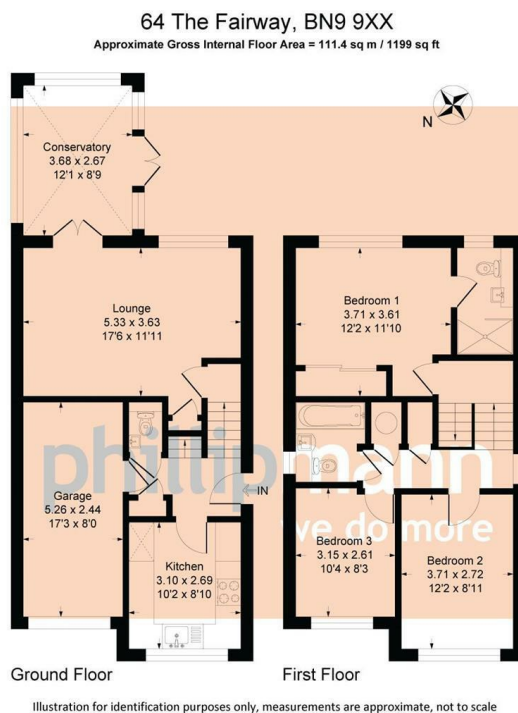 64 The Fairway, BN9 9XX
Approximate Gross Internal Floor Area = 111.4 sq m / 1199 sq ft
N
Conservatory
3.68 x 2.67
12'1 x 8'9
Lounge
5.33 x 3.63
17'6 x 11'11
Bedroom 1
3.71 x 3.61
12'2 x 11'10
phillipmann
we do more
Garage
5.26 x 2.44
17'3 x 8'0
IN
Kitchen
3.10 x 2.69
10'2 x 8'10
Bedroom 3
3.15 x 2.61
10'4 x 8'3
Bedroom 2
3.71 x 2.72
12'2 x 8'11
Ground Floor
First Floor
Illustration for identification purposes only, measurements are approximate, not to scale